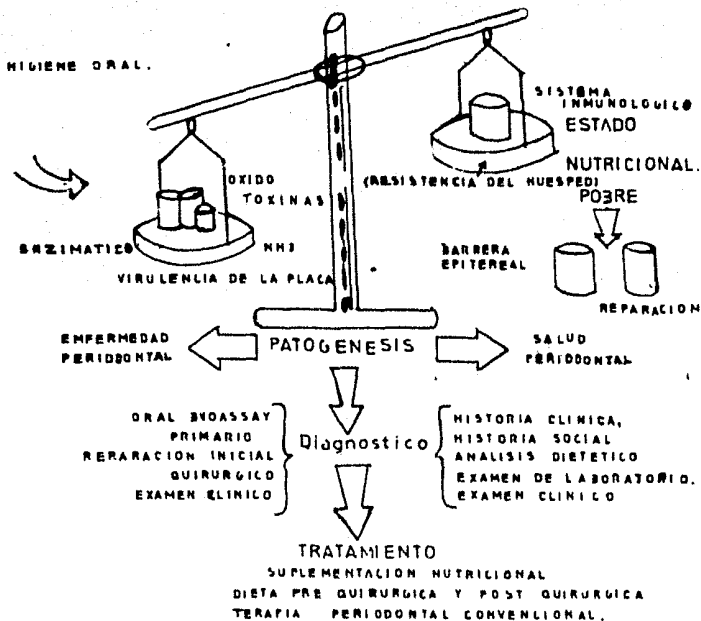 HIGIENE ORAL.
SISTEMA
INMUNOLOGICO
ESTADO
NUTRICIONAL.
(RESISTENCIA DEL HUESPED)
POBRE
OXIDO
TOXINAS
ENZIMATICO
NH3
VIRULENCIA DE LA PLACA
BARRERA
EPITEREAL
REPARACION
ENFERMEDAD
PERIODONTAL
PATOGENESIS
SALUD
PERIODONTAL
ORAL BIOASSAY
PRIMARIO
REPARACION INICIAL
QUIRURGICO
EXAMEN CLINICO
Diagnostico
HISTORIA CLINICA,
HISTORIA SOCIAL
ANALISIS DIETETICO
EXAMEN DE LABORATORIO.
EXAMEN CLINICO
TRATAMIENTO
SUPLEMENTACION NUTRICIONAL
DIETA PRE QUIRURGICA Y POST QUIRURGICA
TERAPIA PERIODONTAL CONVENCIONAL.